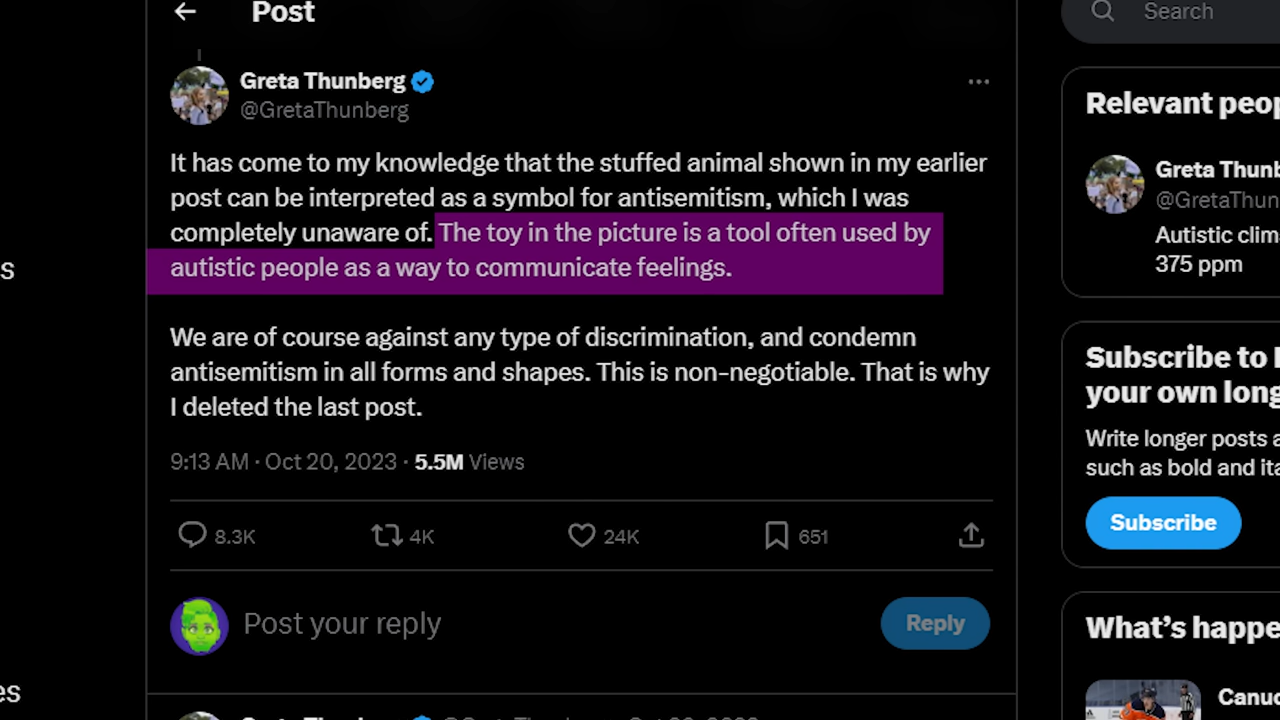 Post
Search
Greta Thunberg
@GretaThunberg
It has come to my knowledge that the stuffed animal shown in my earlier
post can be interpreted as a symbol for antisemitism, which I was
completely unaware of. The toy in the picture is a tool often used by
autistic people as a way to communicate feelings.
We are of course against any type of discrimination, and condemn
antisemitism in all forms and shapes. This is non-negotiable. That is why
I deleted the last post.
9:13 AM · Oct 20, 2023 · 5.5M Views
8.3K 4K 24K 651
Post your reply
Reply
s
es
Relevant peop
Greta Thunb
@GretaThun
Autistic clim
375 ppm
Subscribe to
your own long
Write longer posts a
such as bold and ita
Subscribe
What's happe
Canuc